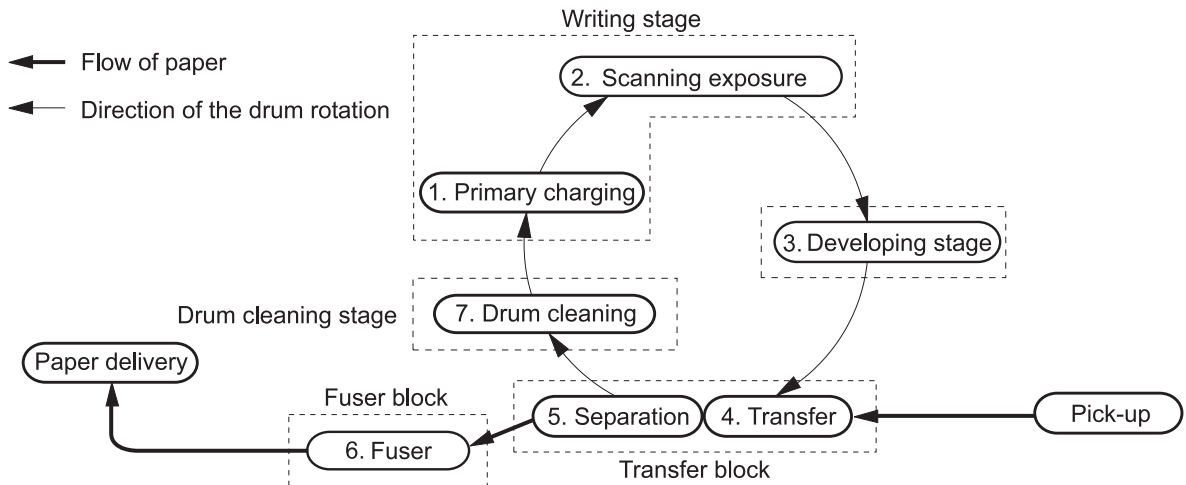 Writing stage
Flow of paper
2. Scanning exposure
Direction of the drum rotation
1. Primary charging
3. Developing stage
7. Drum cleaning
Drum cleaning stage
Paper delivery
Fuser block
5. Separation
4. Transfer
Pick-up
6. Fuser
Transfer block